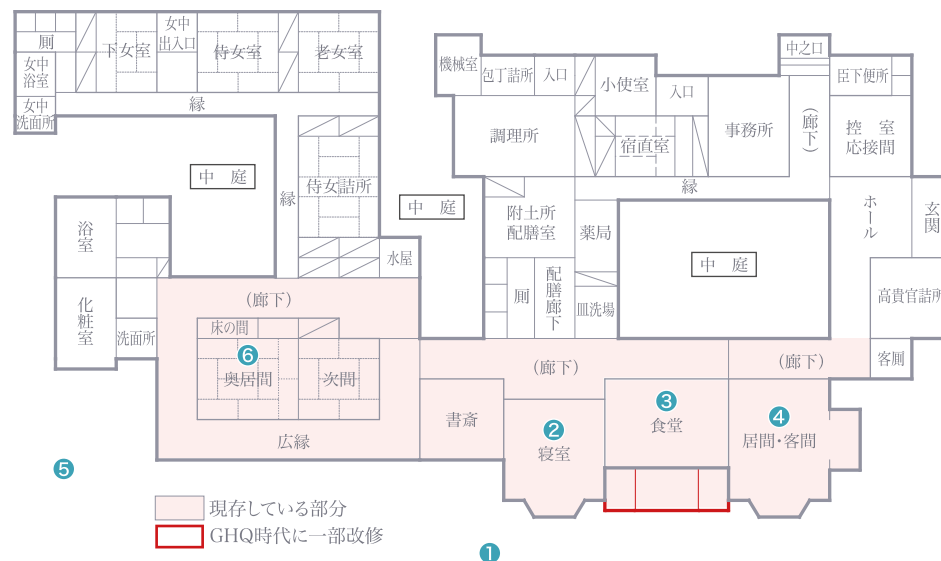 厠
下女室
女中
出入口
侍女室
老女室
女中
浴室
女中
洗面所
縁
中 庭
侍女詰所
縁
水屋
浴室
化粧室
洗面所
機械室
包丁詰所
入口
小使室
入口
中之口
臣下便所
調理所
宿直室
事務所
（廊下）
控 室
応接間
中 庭
縁
附土所
配膳室
薬局
ホール
玄関
中 庭
厠
配膳廊下
皿洗場
高貴官詰所
客厠
（廊下）
床の間
6
奥居間
次間
広縁
（廊下）
（廊下）
書斎
2
寝室
3
食堂
4
居間・客間
5
現存している部分
GHQ時代に一部改修
1